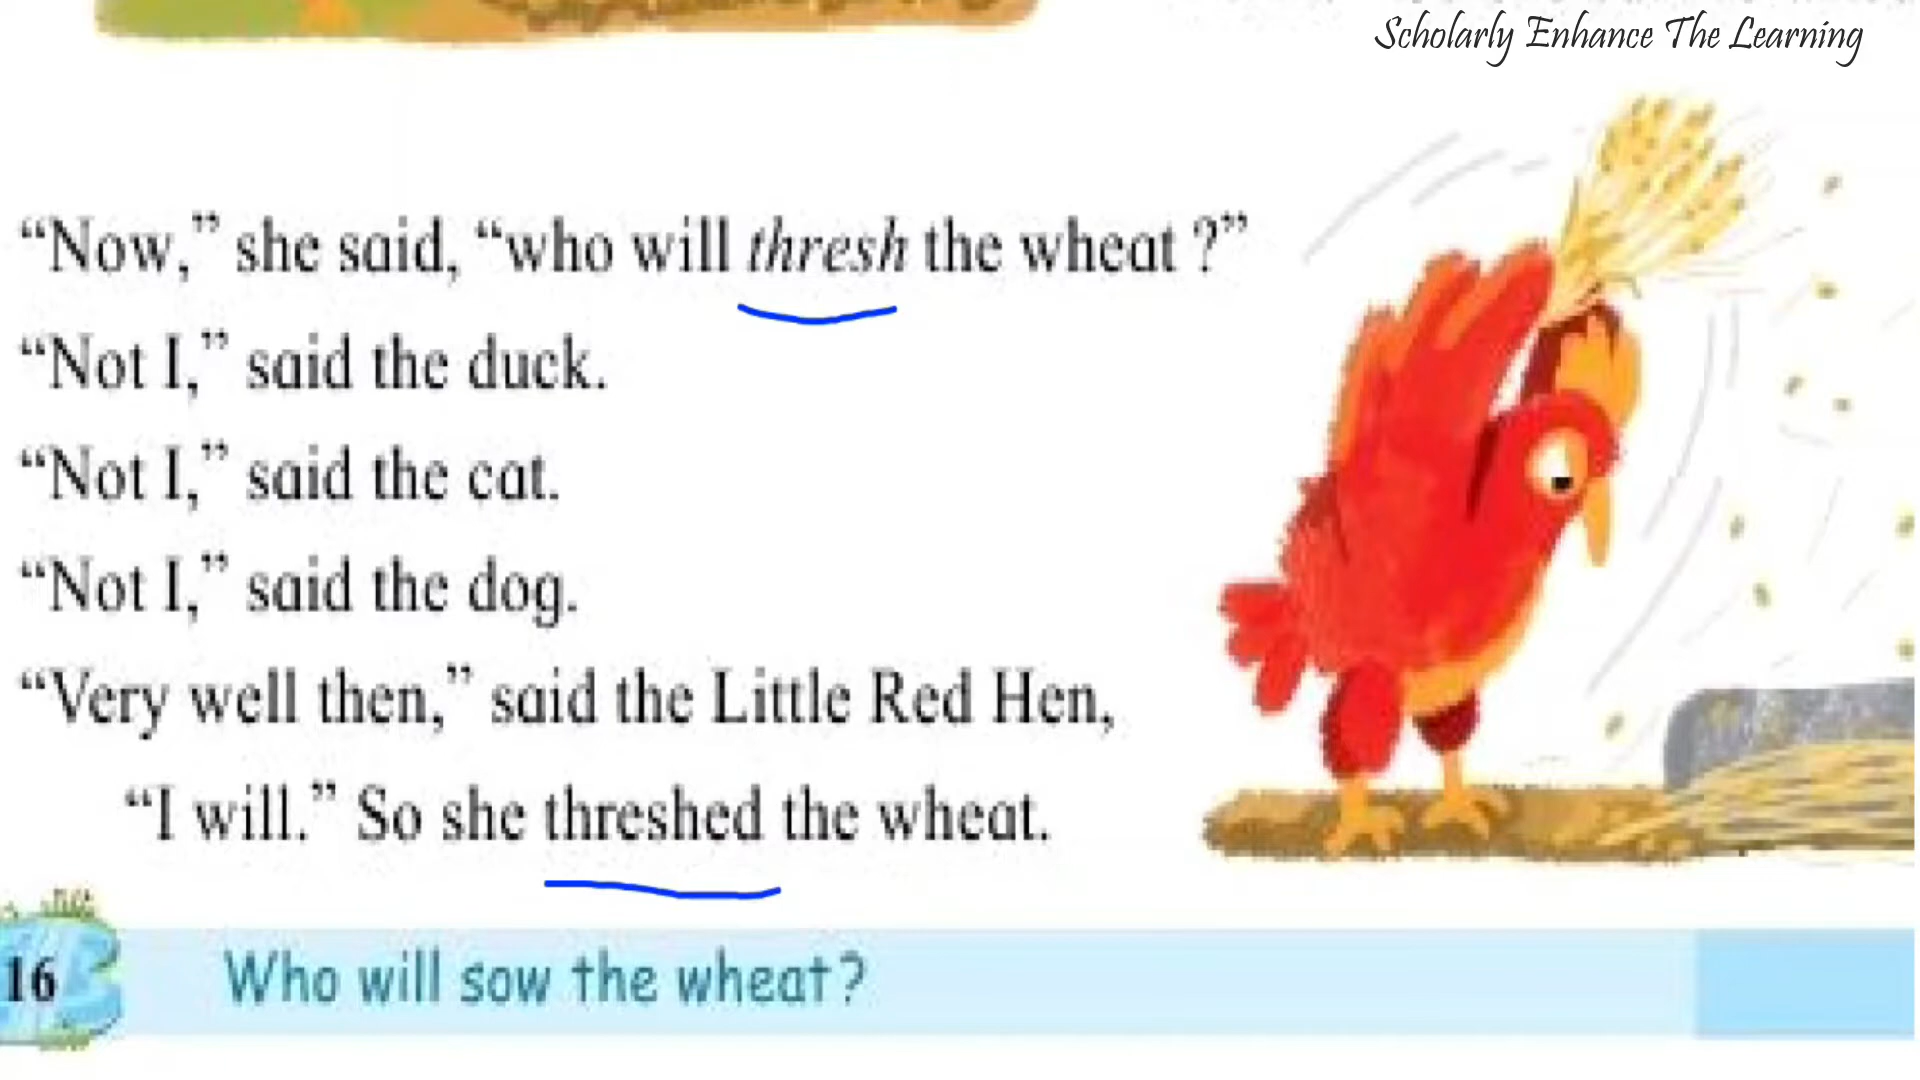 Scholarly Enhance The Learning
“Now,” she said, “who will thresh the wheat ?”
“Not I,” said the duck.
“Not I,” said the cat.
“Not I,” said the dog.
“Very well then,” said the Little Red Hen,
“I will.” So she threshed the wheat.
16 Who will sow the wheat?